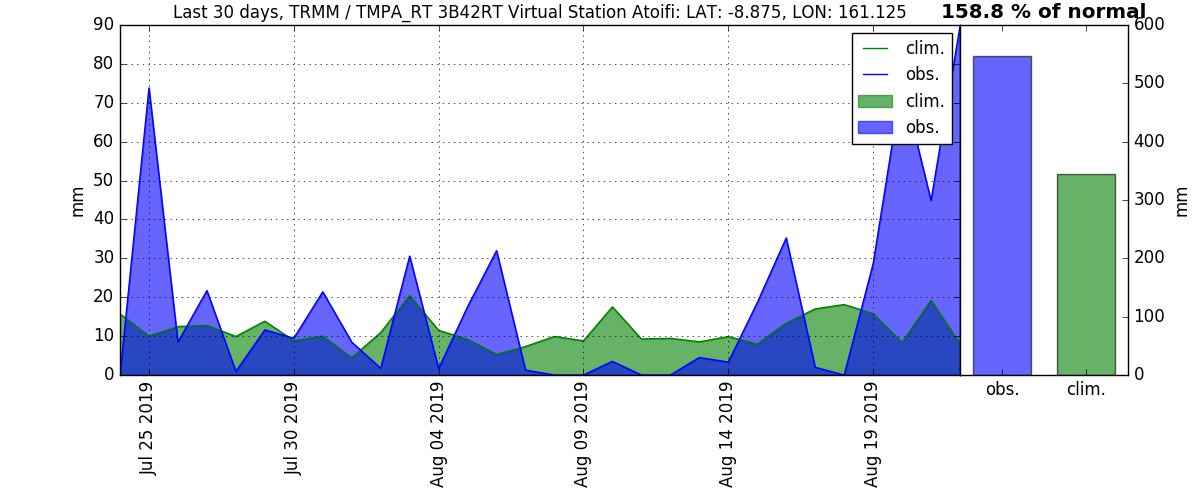 Last 30 days, TRMM / TMPA_RT 3B42RT Virtual Station Atoifi: LAT: -8.875, LON: 161.125
158.8 % of normal
90
80
70
60
50
40
30
20
10
0
mm
clim.
obs.
clim.
obs.
600
500
400
300
200
100
0
mm
Jul 25 2019
Jul 30 2019
Aug 04 2019
Aug 09 2019
Aug 14 2019
Aug 19 2019
obs.
clim.